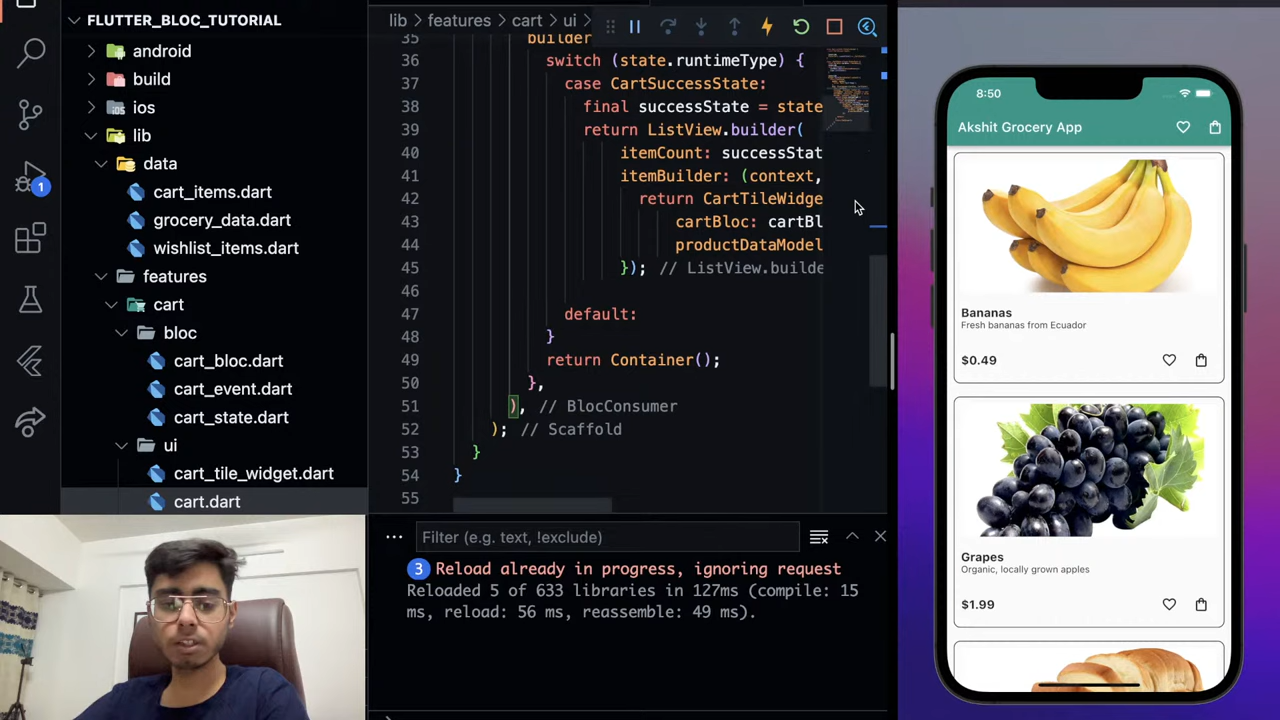 FLUTTER_BLOC_TUTORIAL
android
build
ios
lib
data
cart_items.dart
grocery_data.dart
wishlist_items.dart
features
cart
bloc
cart_bloc.dart
cart_event.dart
cart_state.dart
ui
cart_tile_widget.dart
cart.dart
1
lib > features > cart > ui >
35 builder
36 switch (state.runtimeType) {
37 case CartSuccessState:
38 final successState = state
39 return ListView.builder(
40 itemCount: successStat
41 itemBuilder: (context,
42 return CartTileWidge
43 cartBloc: cartBl
44 productDataModel
45 }); // ListView.builde
46
47 default:
48 }
49 return Container();
50 },
51 ), // BlocConsumer
52 ); // Scaffold
53 }
54 }
55
Filter (e.g. text, !exclude)
3 Reload already in progress, ignoring request
Reloaded 5 of 633 libraries in 127ms (compile: 15
ms, reload: 56 ms, reassemble: 49 ms).
8:50
Akshit Grocery App
Bananas
Fresh bananas from Ecuador
$0.49
Grapes
Organic, locally grown apples
$1.99